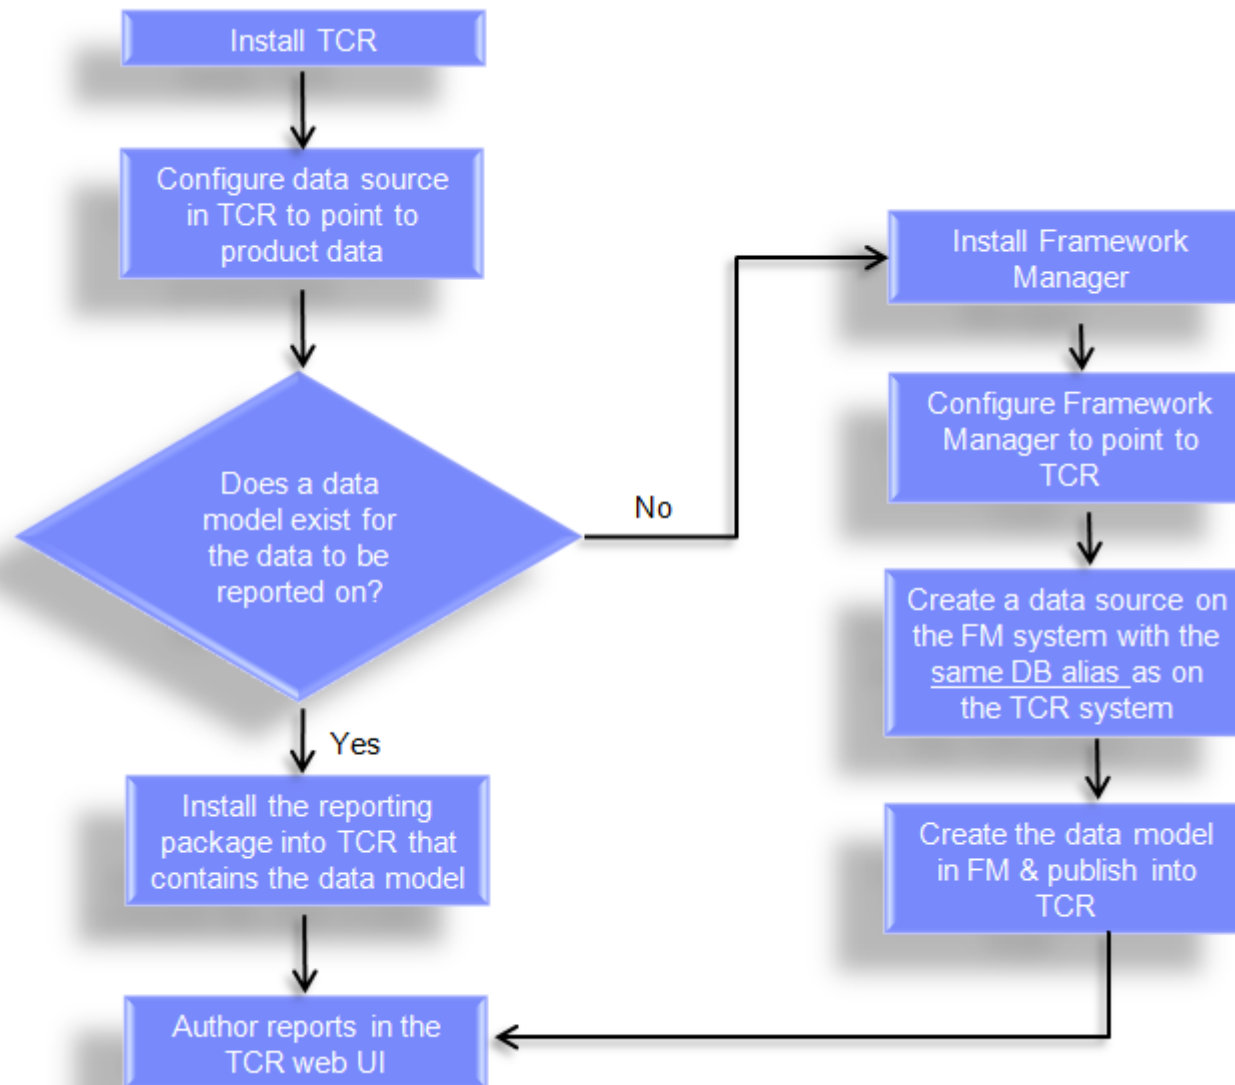 Install TCR
Configure data source
in TCR to point to
product data
Does a data
model exist for
the data to be
reported on?
No
Yes
Install the reporting
package into TCR that
contains the data model
Author reports in the
TCR web UI
Install Framework
Manager
Configure Framework
Manager to point to
TCR
Create a data source on
the FM system with the
same DB alias as on
the TCR system
Create the data model
in FM & publish into
TCR